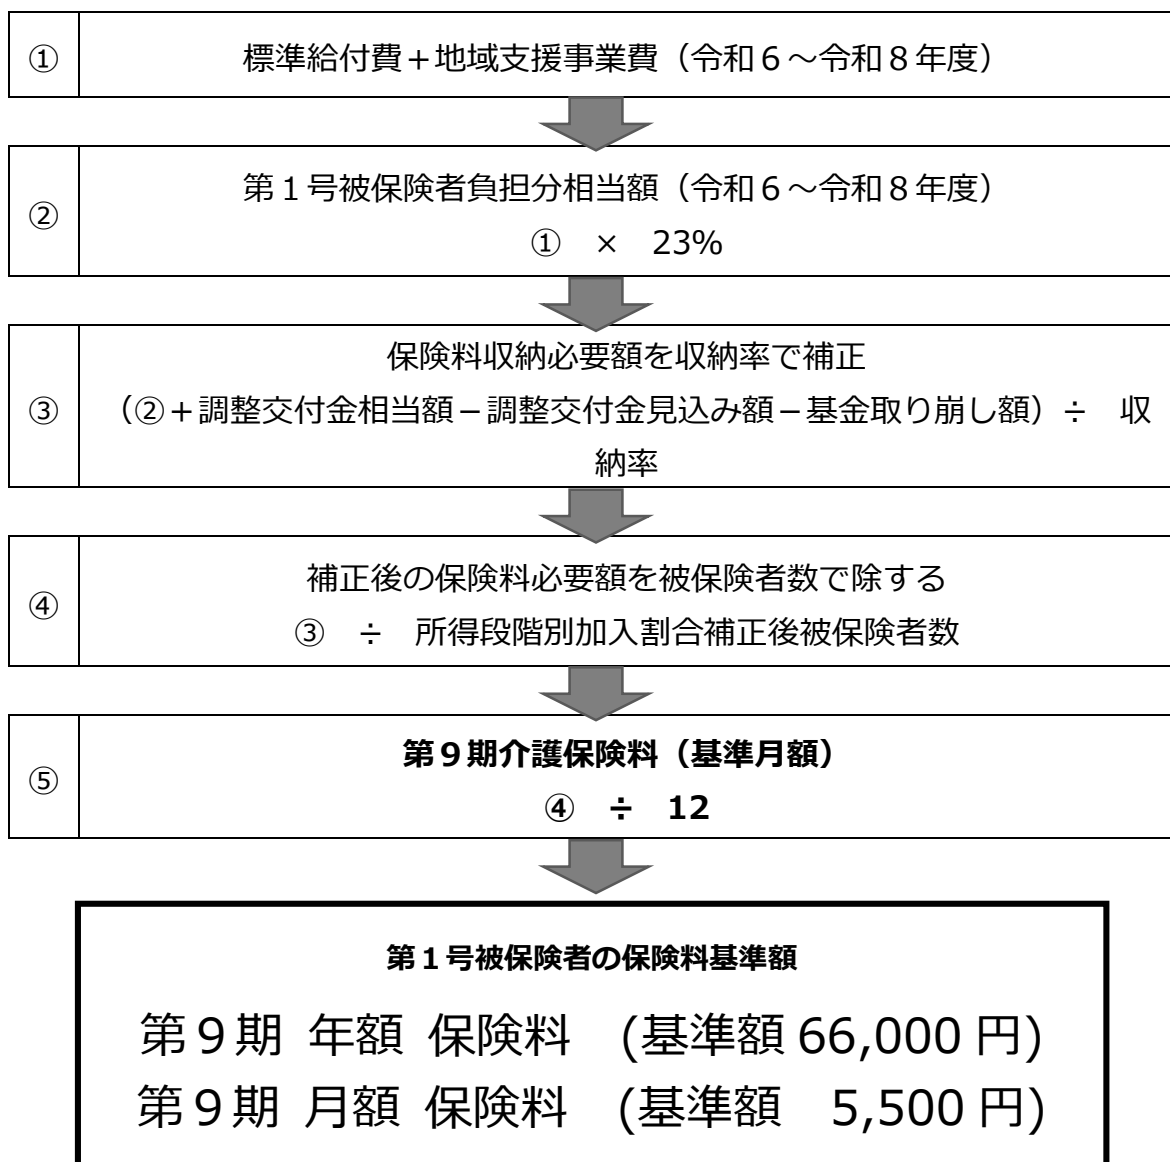 ①
標準給付費＋地域支援事業費（令和６～令和８年度）
②
第１号被保険者負担分相当額（令和６～令和８年度）
①　×　23%
③
保険料収納必要額を収納率で補正
（②＋調整交付金相当額－調整交付金見込み額－基金取り崩し額）÷　収
納率
④
補正後の保険料必要額を被保険者数で除する
③　÷　所得段階別加入割合補正後被保険者数
⑤
第９期介護保険料（基準月額）
④　÷　12
第１号被保険者の保険料基準額
第９期 年額 保険料　(基準額 66,000 円)
第９期 月額 保険料　(基準額　5,500 円)